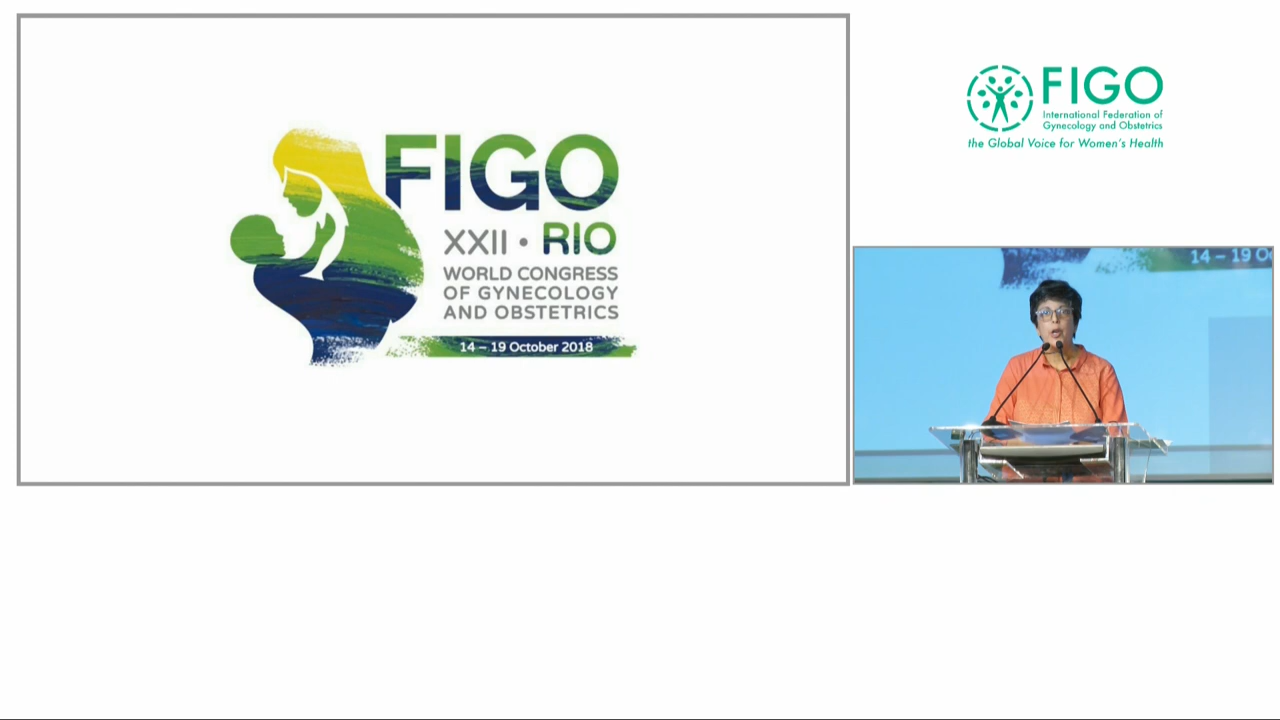 FIGO
XXII • RIO
WORLD CONGRESS
OF GYNECOLOGY
AND OBSTETRICS
14 – 19 October 2018
FIGO
International Federation of
Gynecology and Obstetrics
the Global Voice for Women's Health
14 – 19 Oc